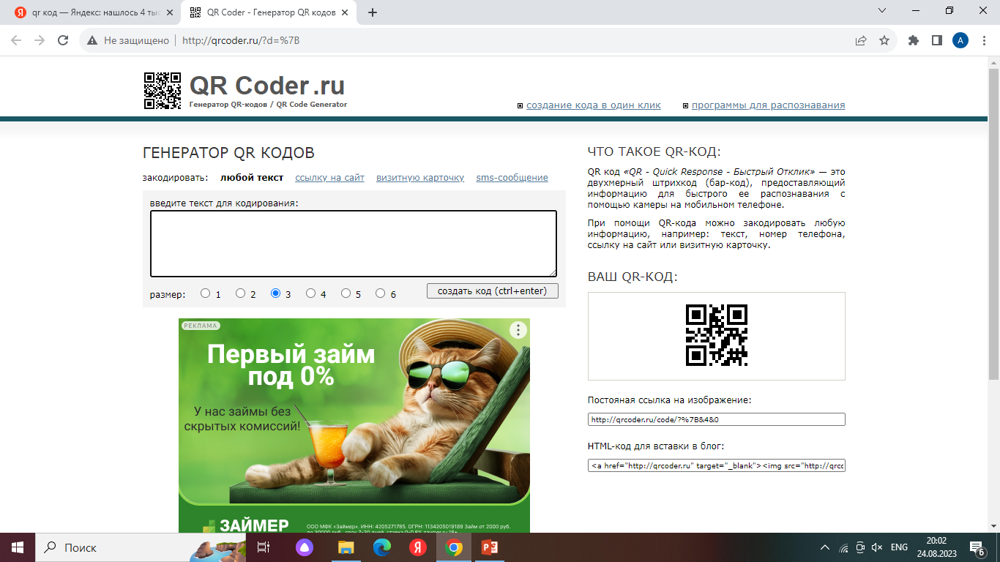 qr код — Яндекс: нашлось 4 тыс
QR Coder - Генератор QR кодов
Не защищено
http://qrcoder.ru/?d=%7B
A
QR Coder.ru
Генератор QR-кодов / QR Code Generator
создание кода в один клик
программы для распознавания
ГЕНЕРАТОР QR КОДОВ
закодировать: любой текст ссылку на сайт визитную карточку sms-сообщение
введите текст для кодирования:
размер: 1 2 3 4 5 6
создать код (ctrl+enter)
РЕКЛАМА
Первый займ
под 0%
У нас займы без
скрытых комиссий!
ЗАЙМЕР
ООО МФК «Займер». ИНН: 4205271785. ОГРН: 1134205019189 Займ от 2000 руб.
ЧТО ТАКОЕ QR-КОД:
QR код «QR - Quick Response - Быстрый Отклик» — это
двухмерный штрихкод (бар-код), предоставляющий
информацию для быстрого ее распознавания с
помощью камеры на мобильном телефоне.
При помощи QR-кода можно закодировать любую
информацию, например: текст, номер телефона,
ссылку на сайт или визитную карточку.
ВАШ QR-КОД:
Постояная ссылка на изображение:
http://qrcoder.ru/code/?%7B&4&0
HTML-код для вставки в блог:
<a href="http://qrcoder.ru" target="_blank"><img src="http://qrco
Поиск
ENG
20:02
24.08.2023
6